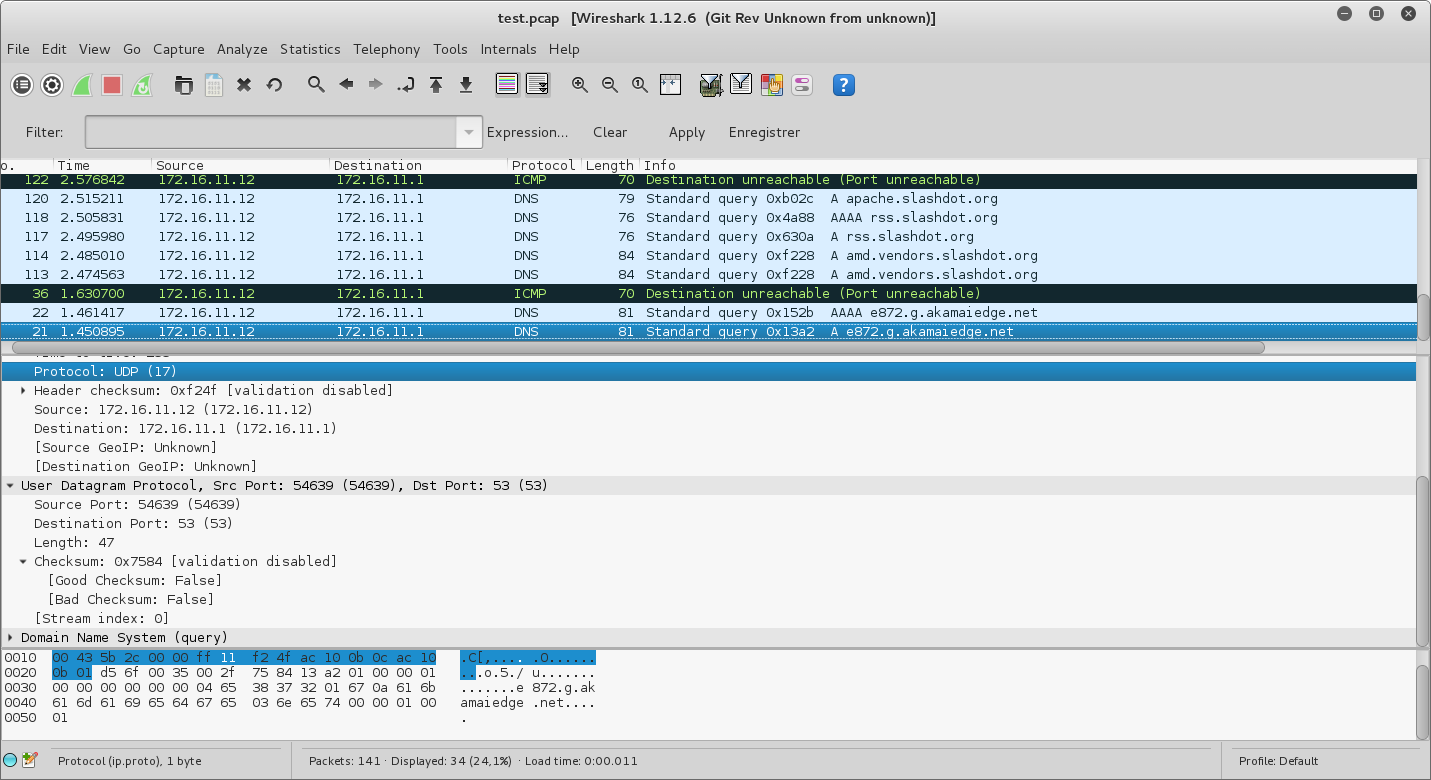 test.pcap [Wireshark 1.12.6 (Git Rev Unknown from unknown)]
File Edit View Go Capture Analyze Statistics Telephony Tools Internals Help
Filter: Expression... Clear Apply Enregistrer
o. Time Source Destination Protocol Length Info
122 2.576842 172.16.11.12 172.16.11.1 ICMP 70 Destination unreachable (Port unreachable)
120 2.515211 172.16.11.12 172.16.11.1 DNS 79 Standard query 0xb02c A apache.slashdot.org
118 2.505831 172.16.11.12 172.16.11.1 DNS 76 Standard query 0x4a88 AAAA rss.slashdot.org
117 2.495980 172.16.11.12 172.16.11.1 DNS 76 Standard query 0x630a A rss.slashdot.org
114 2.485010 172.16.11.12 172.16.11.1 DNS 84 Standard query 0xf228 A amd.vendors.slashdot.org
113 2.474563 172.16.11.12 172.16.11.1 DNS 84 Standard query 0xf228 A amd.vendors.slashdot.org
36 1.630700 172.16.11.12 172.16.11.1 ICMP 70 Destination unreachable (Port unreachable)
22 1.461417 172.16.11.12 172.16.11.1 DNS 81 Standard query 0x152b AAAA e872.g.akamaiedge.net
21 1.450895 172.16.11.12 172.16.11.1 DNS 81 Standard query 0x13a2 A e872.g.akamaiedge.net
Protocol: UDP (17)
Header checksum: 0xf24f [validation disabled]
Source: 172.16.11.12 (172.16.11.12)
Destination: 172.16.11.1 (172.16.11.1)
[Source GeoIP: Unknown]
[Destination GeoIP: Unknown]
User Datagram Protocol, Src Port: 54639 (54639), Dst Port: 53 (53)
Source Port: 54639 (54639)
Destination Port: 53 (53)
Length: 47
Checksum: 0x7584 [validation disabled]
[Good Checksum: False]
[Bad Checksum: False]
[Stream index: 0]
Domain Name System (query)
0010 00 43 5b 2c 00 00 ff 11 f2 4f ac 10 0b 0c ac 10 .C[,.... .O......
0020 0b 01 d5 6f 00 35 00 2f 75 84 13 a2 01 00 00 01 ...o.5./ u.......
0030 00 00 00 00 00 00 04 65 38 37 32 01 67 0a 61 6b .......e 872.g.ak
0040 61 6d 61 69 65 64 67 65 03 6e 65 74 00 00 01 00 amaiedge .net....
0050 01 .
Protocol (ip.proto), 1 byte Packets: 141 · Displayed: 34 (24,1%) · Load time: 0:00.011 Profile: Default